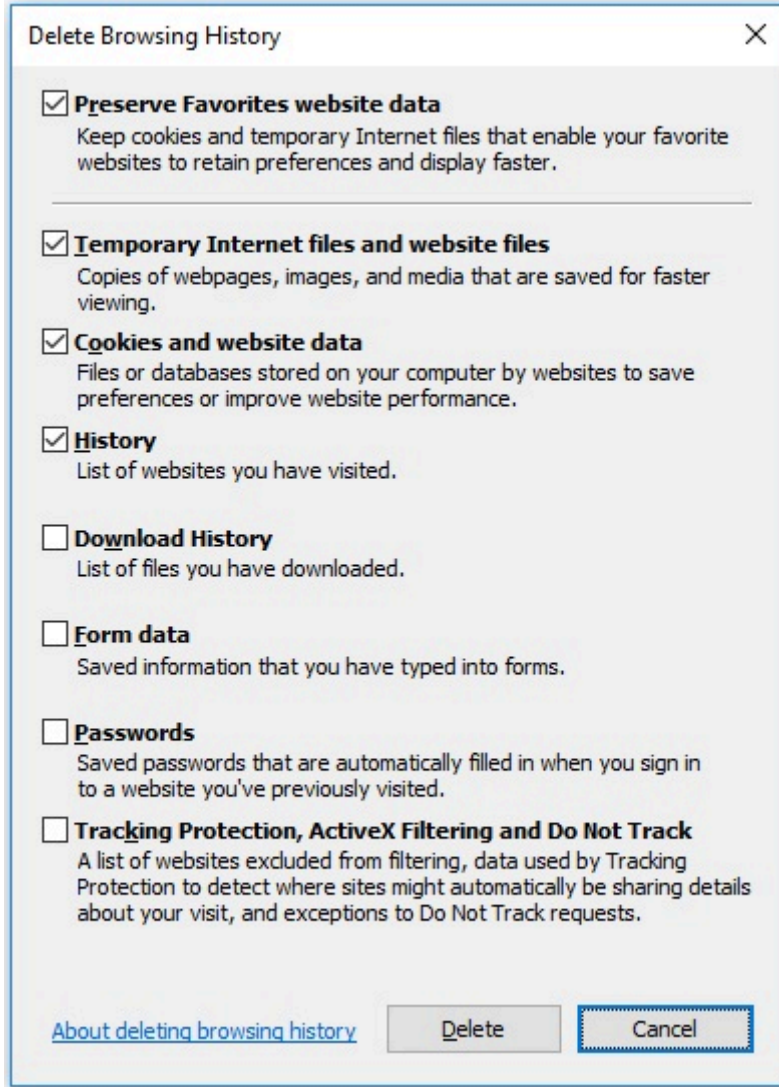 Delete Browsing History
Preserve Favorites website data
Keep cookies and temporary Internet files that enable your favorite
websites to retain preferences and display faster.
Temporary Internet files and website files
Copies of webpages, images, and media that are saved for faster
viewing.
Cookies and website data
Files or databases stored on your computer by websites to save
preferences or improve website performance.
History
List of websites you have visited.
Download History
List of files you have downloaded.
Form data
Saved information that you have typed into forms.
Passwords
Saved passwords that are automatically filled in when you sign in
to a website you've previously visited.
Tracking Protection, ActiveX Filtering and Do Not Track
A list of websites excluded from filtering, data used by Tracking
Protection to detect where sites might automatically be sharing details
about your visit, and exceptions to Do Not Track requests.
About deleting browsing history Delete Cancel